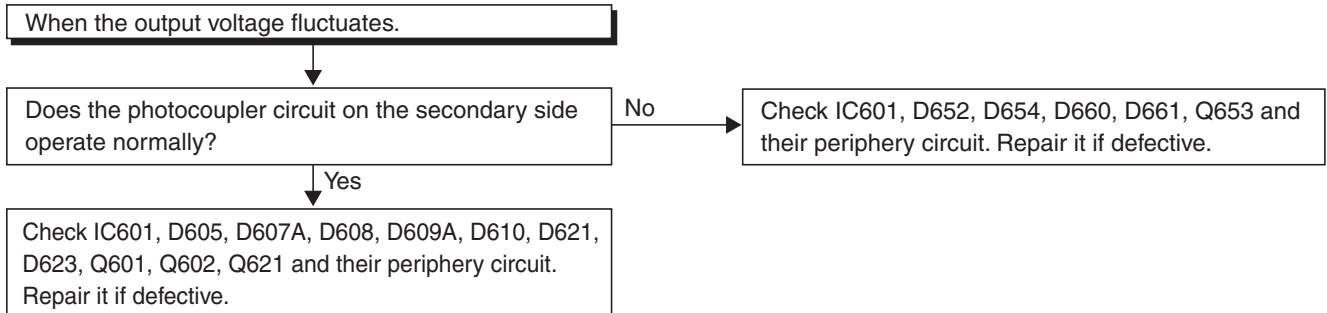 When the output voltage fluctuates.
Does the photocoupler circuit on the secondary side
operate normally?
No
Check IC601, D652, D654, D660, D661, Q653 and
their periphery circuit. Repair it if defective.
Yes
Check IC601, D605, D607A, D608, D609A, D610, D621,
D623, Q601, Q602, Q621 and their periphery circuit.
Repair it if defective.